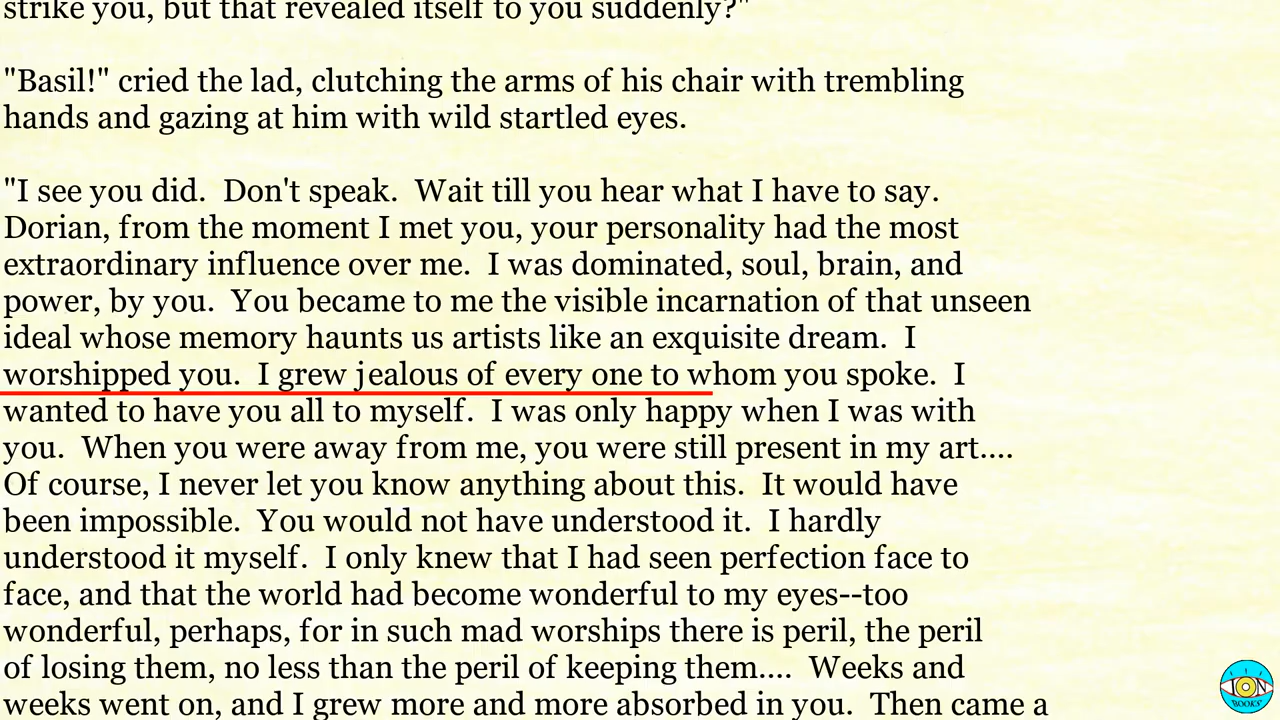 strike you, but that revealed itself to you suddenly?"
"Basil!" cried the lad, clutching the arms of his chair with trembling
hands and gazing at him with wild startled eyes.
"I see you did.  Don't speak.  Wait till you hear what I have to say.
Dorian, from the moment I met you, your personality had the most
extraordinary influence over me.  I was dominated, soul, brain, and
power, by you.  You became to me the visible incarnation of that unseen
ideal whose memory haunts us artists like an exquisite dream.  I
worshipped you.  I grew jealous of every one to whom you spoke.  I
wanted to have you all to myself.  I was only happy when I was with
you.  When you were away from me, you were still present in my art....
Of course, I never let you know anything about this.  It would have
been impossible.  You would not have understood it.  I hardly
understood it myself.  I only knew that I had seen perfection face to
face, and that the world had become wonderful to my eyes--too
wonderful, perhaps, for in such mad worships there is peril, the peril
of losing them, no less than the peril of keeping them....  Weeks and
weeks went on, and I grew more and more absorbed in you.  Then came a
ION
BOOKS